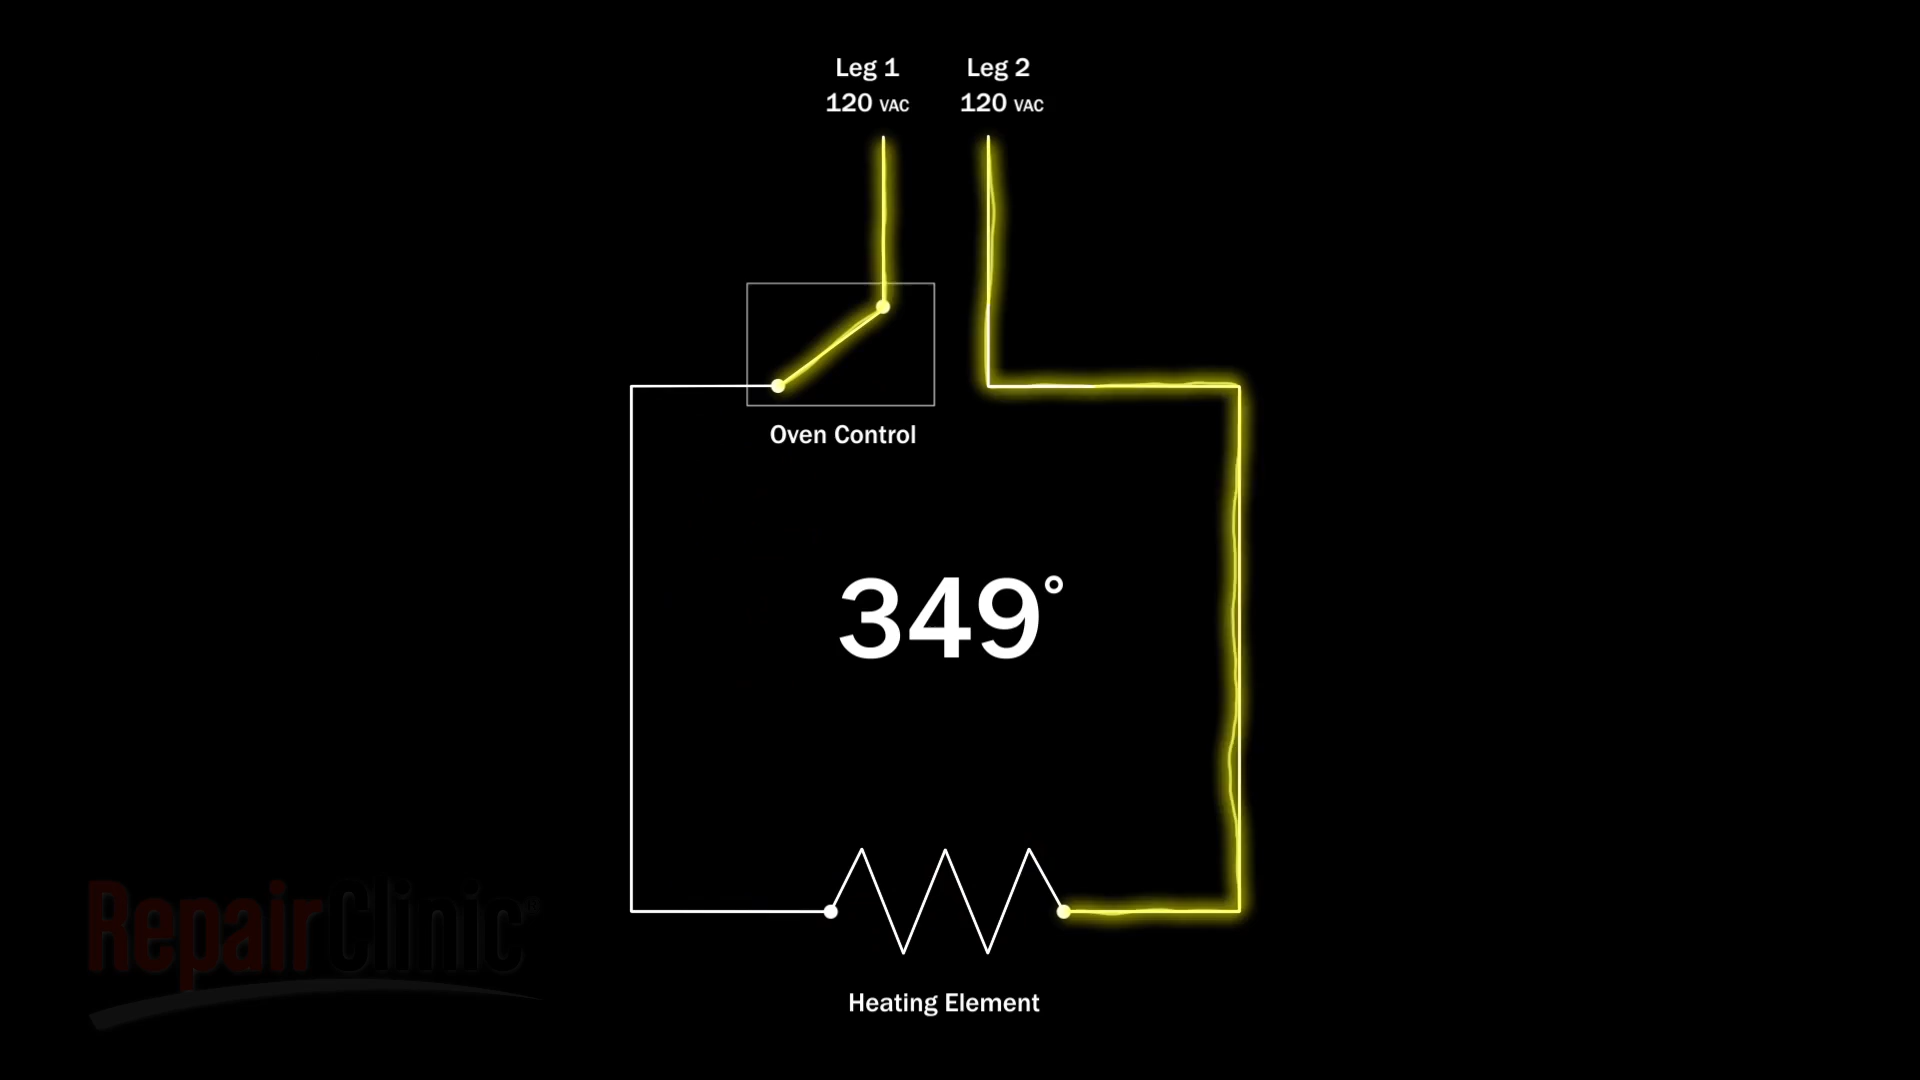 Leg 1
120 VAC
Leg 2
120 VAC
Oven Control
349°
RepairClinic®
Heating Element